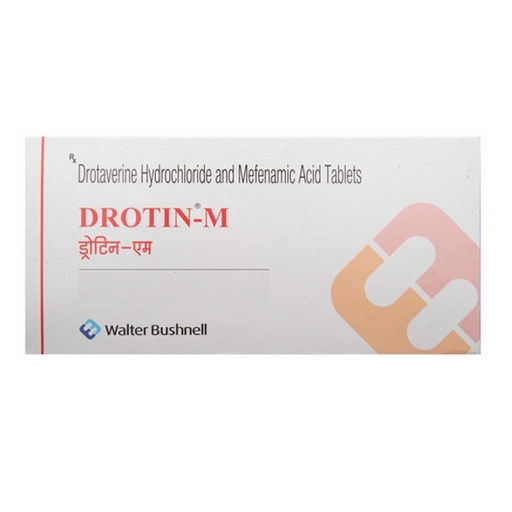 Rx Drotaverine Hydrochloride and Mefenamic Acid Tablets
DROTIN®-M
ड्रोटिन-एम
Walter Bushnell